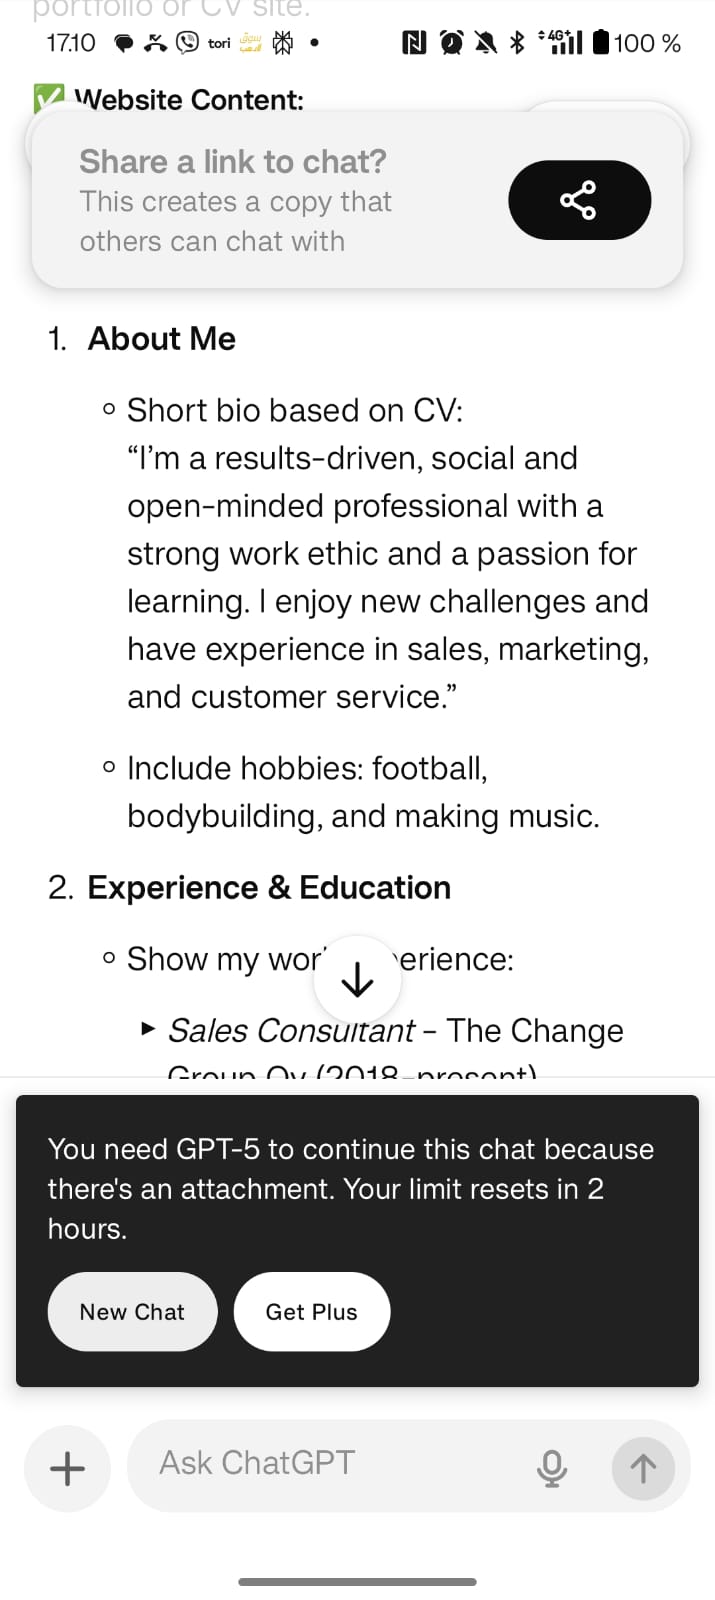 portfolio or CV site.
17.10 tori سوق العرب 4G+ 100 %
✅ Website Content:
Share a link to chat?
This creates a copy that
others can chat with
1. About Me
Short bio based on CV:
“I’m a results-driven, social and
open-minded professional with a
strong work ethic and a passion for
learning. I enjoy new challenges and
have experience in sales, marketing,
and customer service.”
Include hobbies: football,
bodybuilding, and making music.
2. Experience & Education
Show my wor erience:
Sales Consultant – The Change
Group Oy (2018–present)
You need GPT-5 to continue this chat because
there's an attachment. Your limit resets in 2
hours.
New Chat
Get Plus
Ask ChatGPT